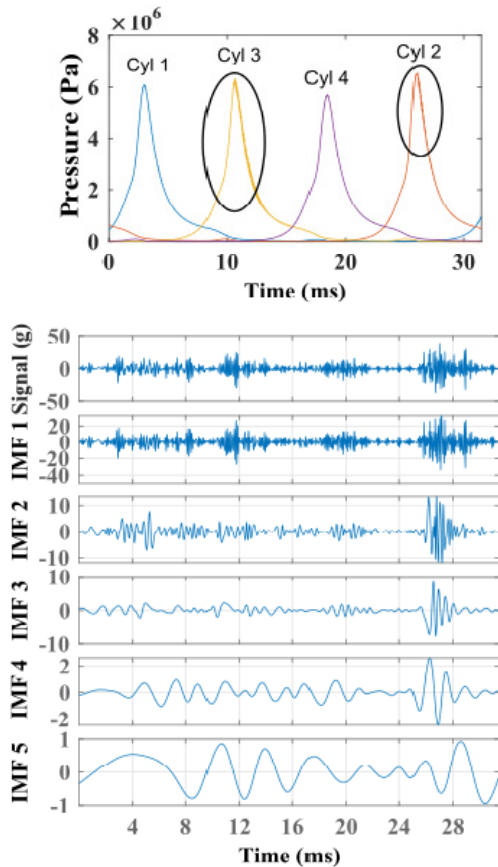 × 10⁶
8
6
4
2
0
Pressure (Pa)
Cyl 1
Cyl 3
Cyl 4
Cyl 2
0 10 20 30
Time (ms)
Signal (g)
50
0
-50
IMF 1
20
0
-20
-40
IMF 2
10
0
-10
IMF 3
10
0
-10
IMF 4
2
0
-2
IMF 5
1
0
-1
4 8 12 16 20 24 28
Time (ms)